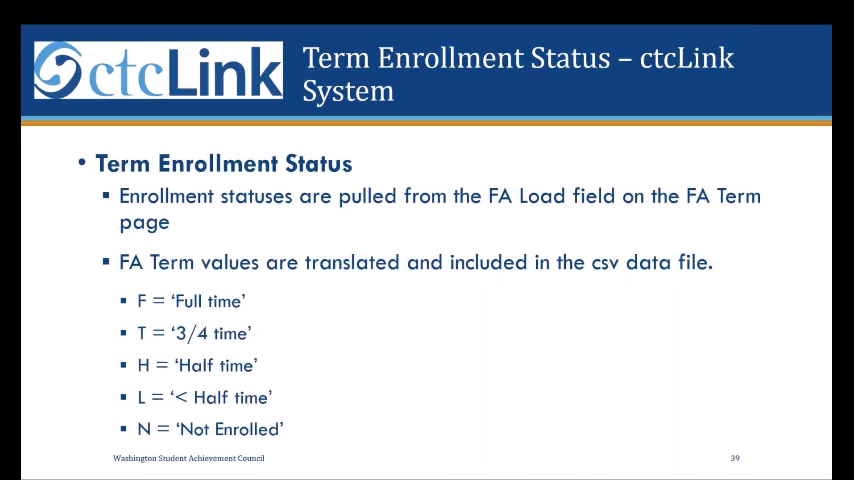 ctcLink
Term Enrollment Status – ctcLink
System
• Term Enrollment Status
▪ Enrollment statuses are pulled from the FA Load field on the FA Term
page
▪ FA Term values are translated and included in the csv data file.
▪ F = ‘Full time’
▪ T = ‘3/4 time’
▪ H = ‘Half time’
▪ L = ‘< Half time’
▪ N = ‘Not Enrolled’
Washington Student Achievement Council
39